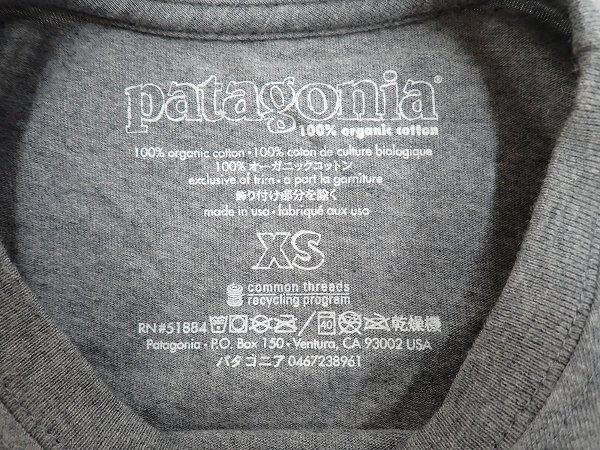 patagonia®
100% organic cotton
100% organic cotton • 100% coton de culture biologique
100% オーガニックコットン
exclusive of trim • a part la garniture
飾り付け部分を除く
made in usa • fabriqué aux usa
XS
common threads
recycling program
RN#51884 40 乾燥機
Patagonia • P.O. Box 150 • Ventura, CA 93002 USA
パタゴニア 0467238961